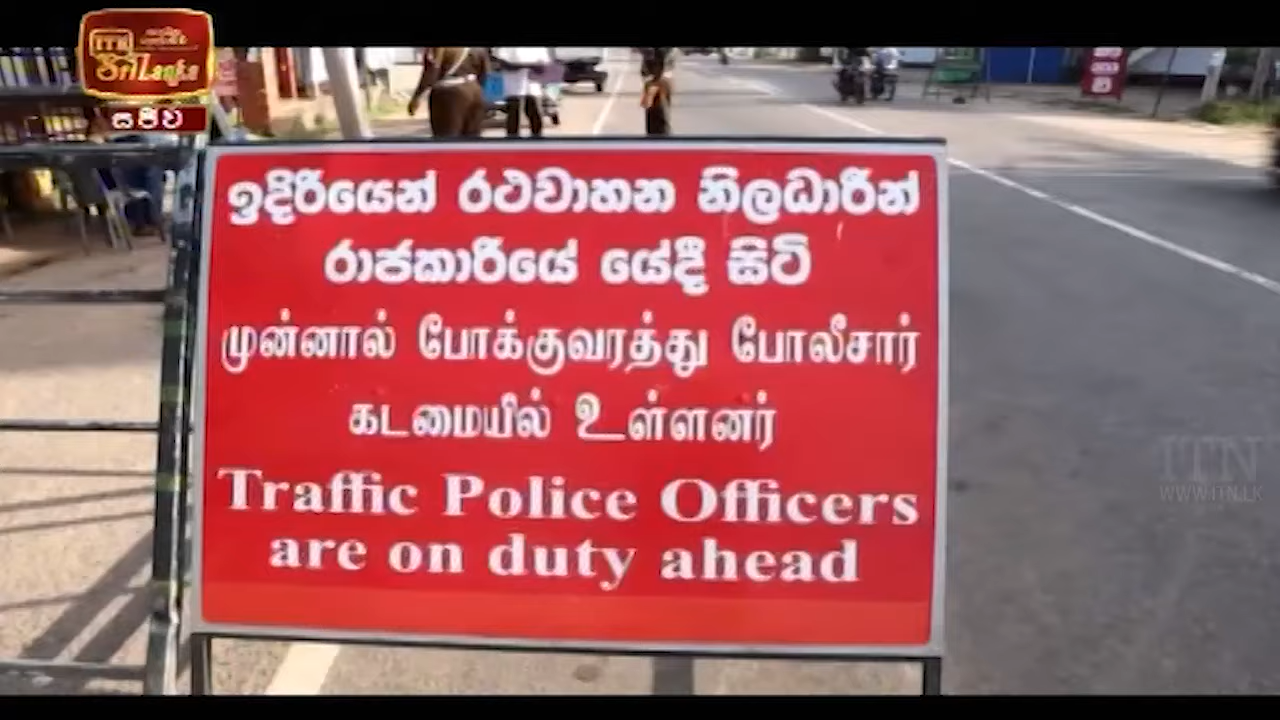 ITN
Sri Lanka
සජීව
ඉදිරියෙන් රථවාහන නිලධාරීන්
රාජකාරියේ යේදී සිටි
முன்னால் போக்குவரத்து போலீசார்
கடமையில் உள்ளனர்
Traffic Police Officers
are on duty ahead
ITN
WWW.ITN.LK